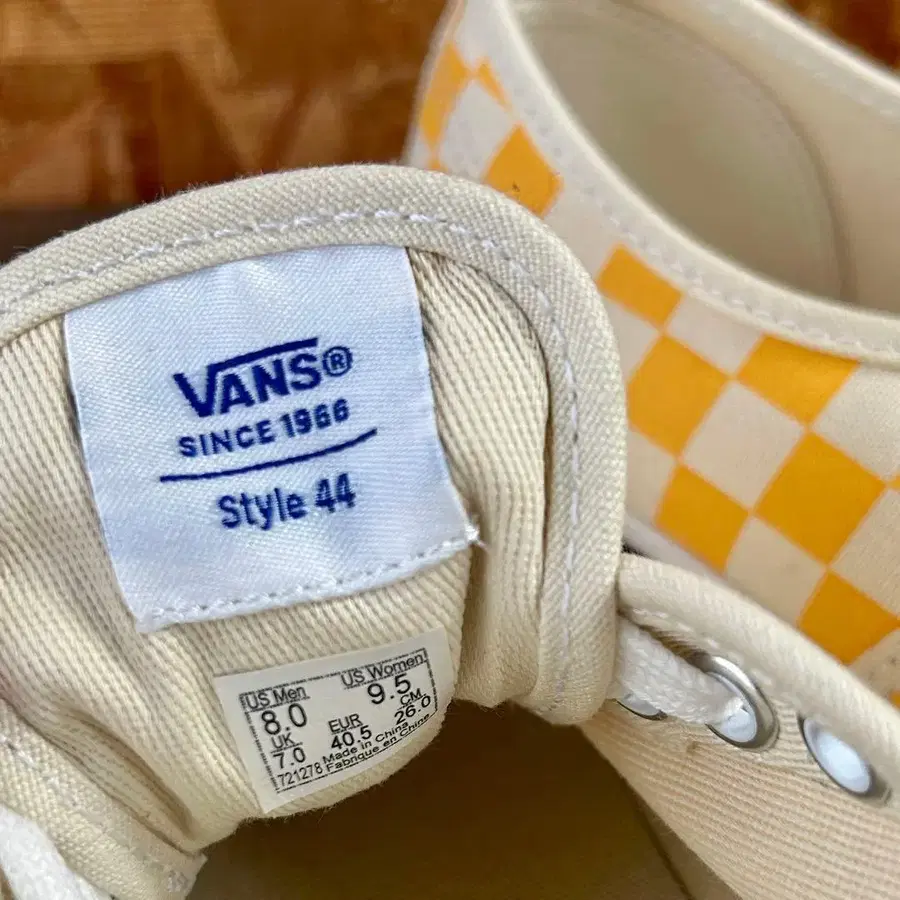 VANS®
SINCE 1966
Style 44
US Men US Women
8.0 9.5
UK EUR CM
7.0 40.5 26.0
721278 Made in China
Fabrique en Chine